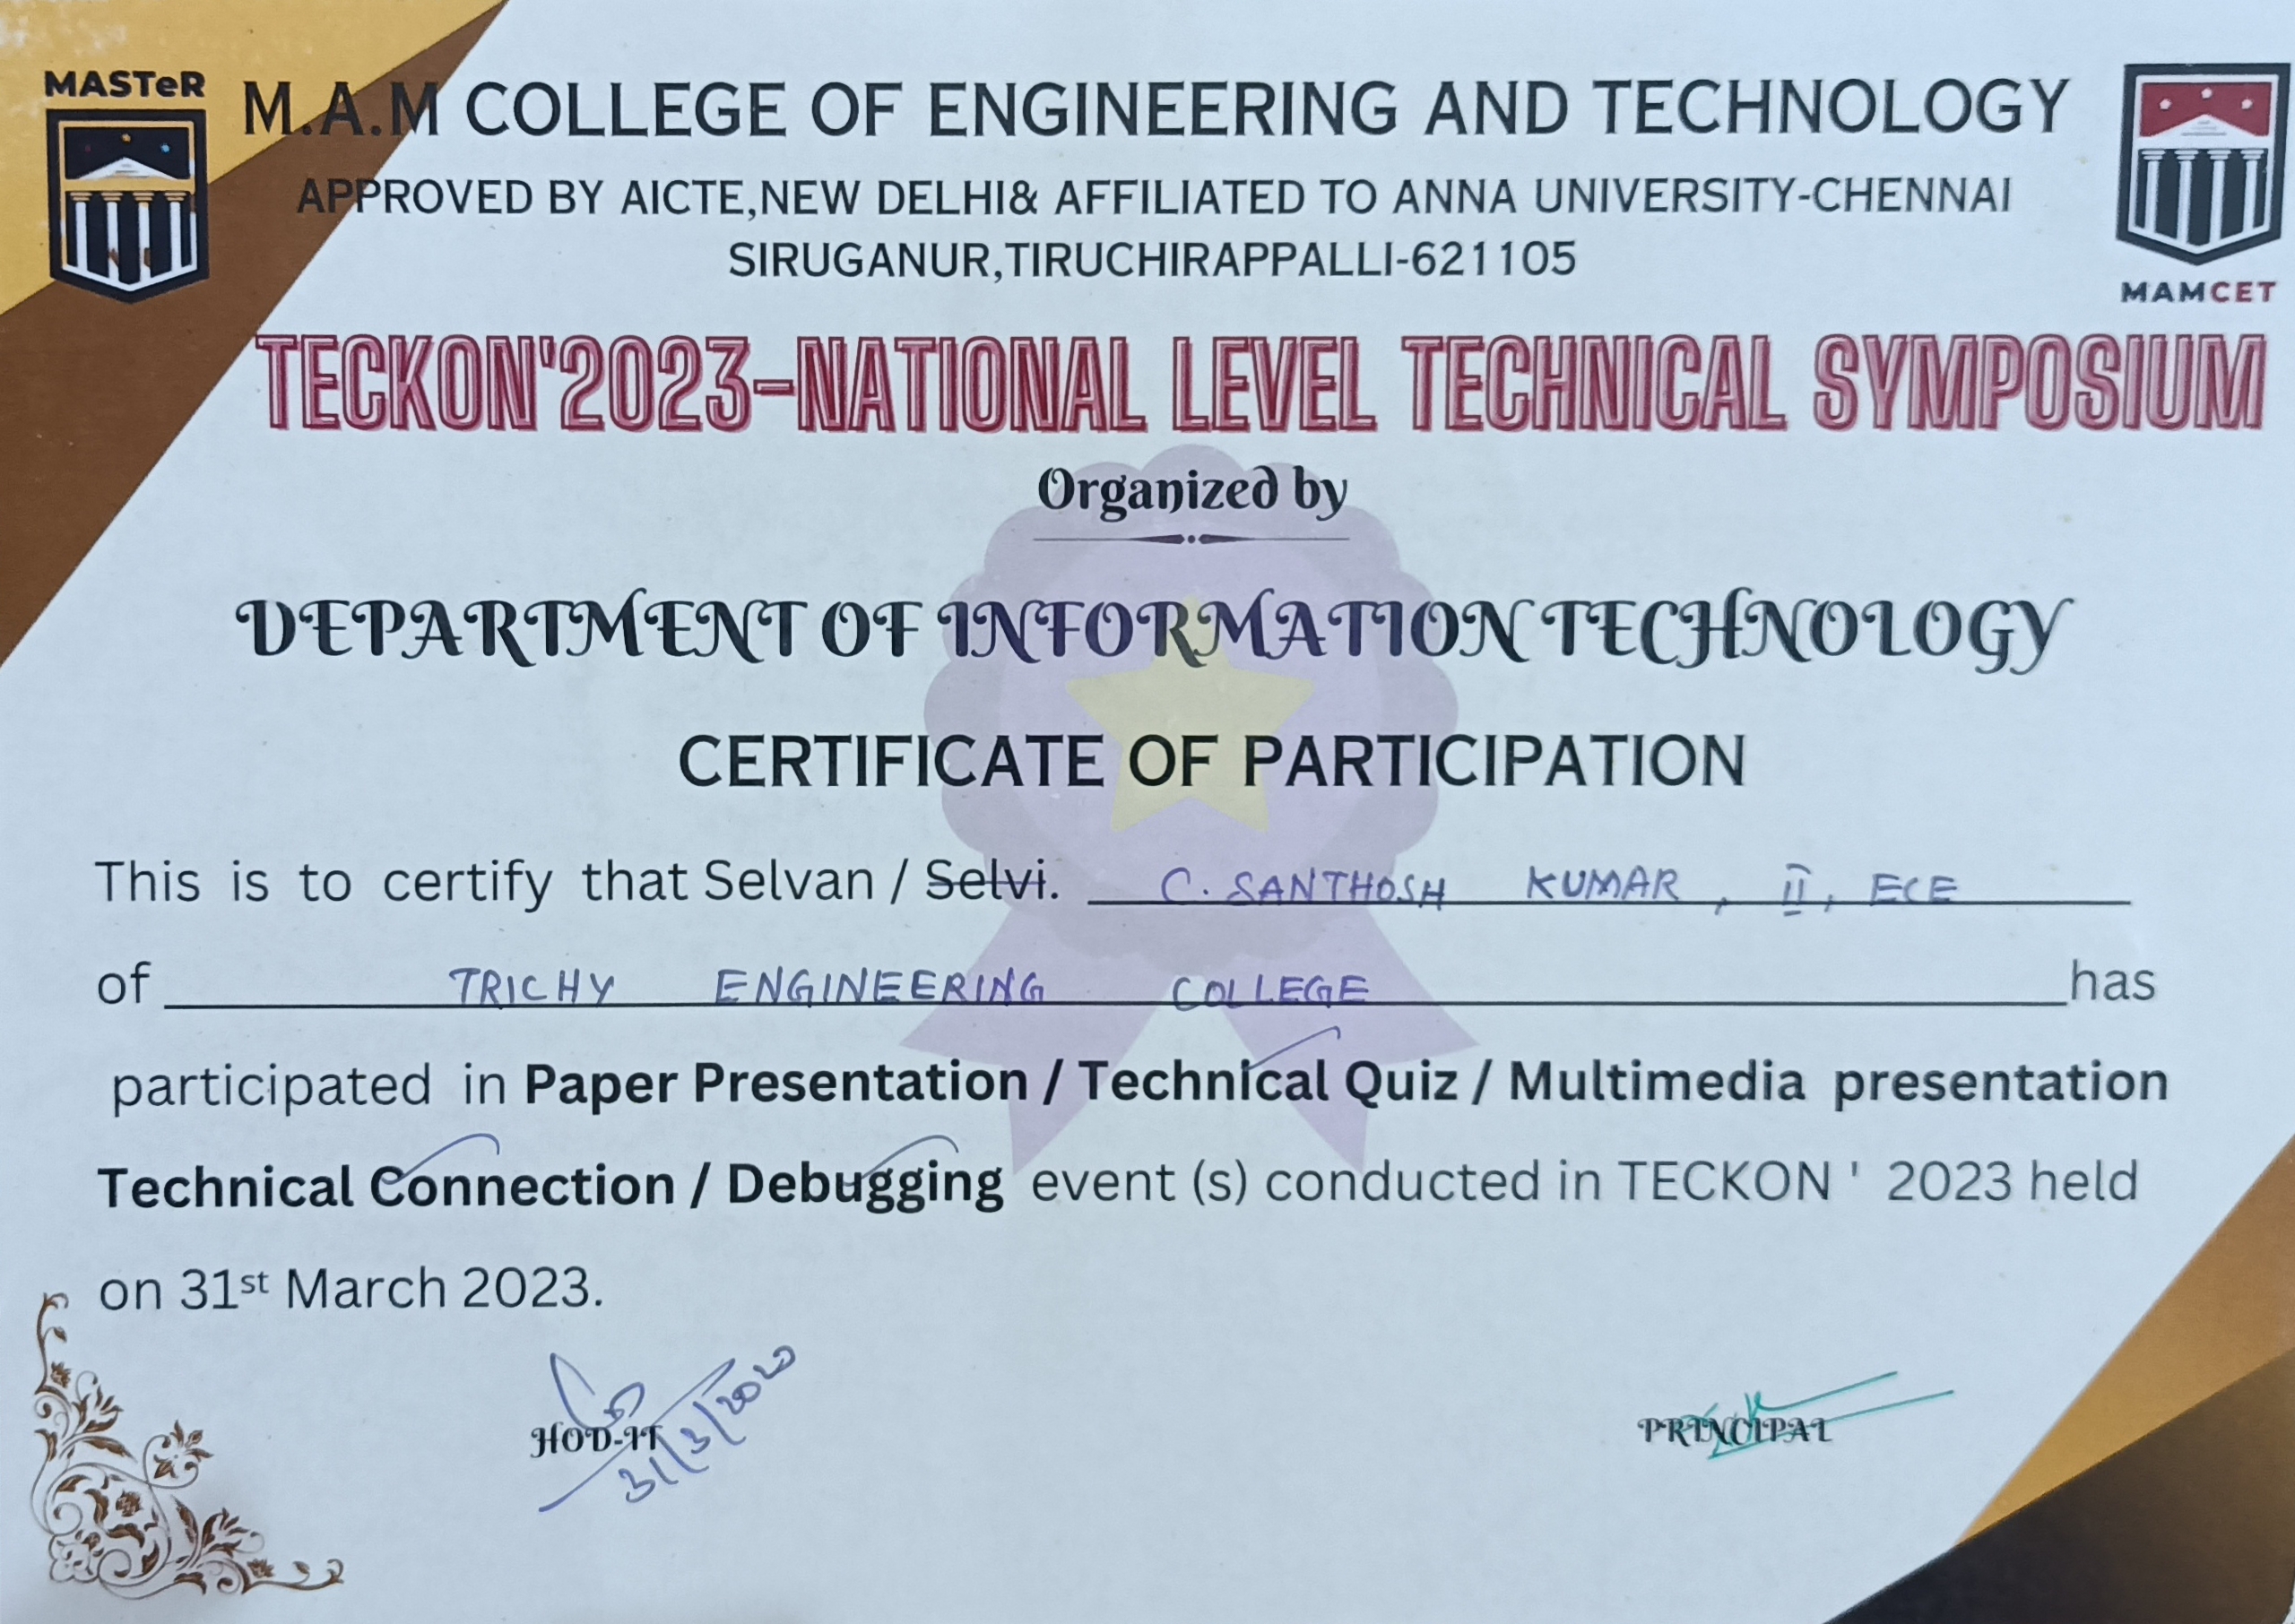 MASTeR
M.A.M COLLEGE OF ENGINEERING AND TECHNOLOGY
APPROVED BY AICTE,NEW DELHI& AFFILIATED TO ANNA UNIVERSITY-CHENNAI
SIRUGANUR,TIRUCHIRAPPALLI-621105
MAMCET
TECKON'2023-NATIONAL LEVEL TECHNICAL SYMPOSIUM
Organized by
DEPARTMENT OF INFORMATION TECHNOLOGY
CERTIFICATE OF PARTICIPATION
This is to certify that Selvan / Selvi. C. SANTHOSH KUMAR, II, ECE
of TRICHY ENGINEERING COLLEGE has
participated in Paper Presentation / Technical Quiz / Multimedia presentation
Technical Connection / Debugging event (s) conducted in TECKON ' 2023 held
on 31st March 2023.
HOD-IT
PRINCIPAL